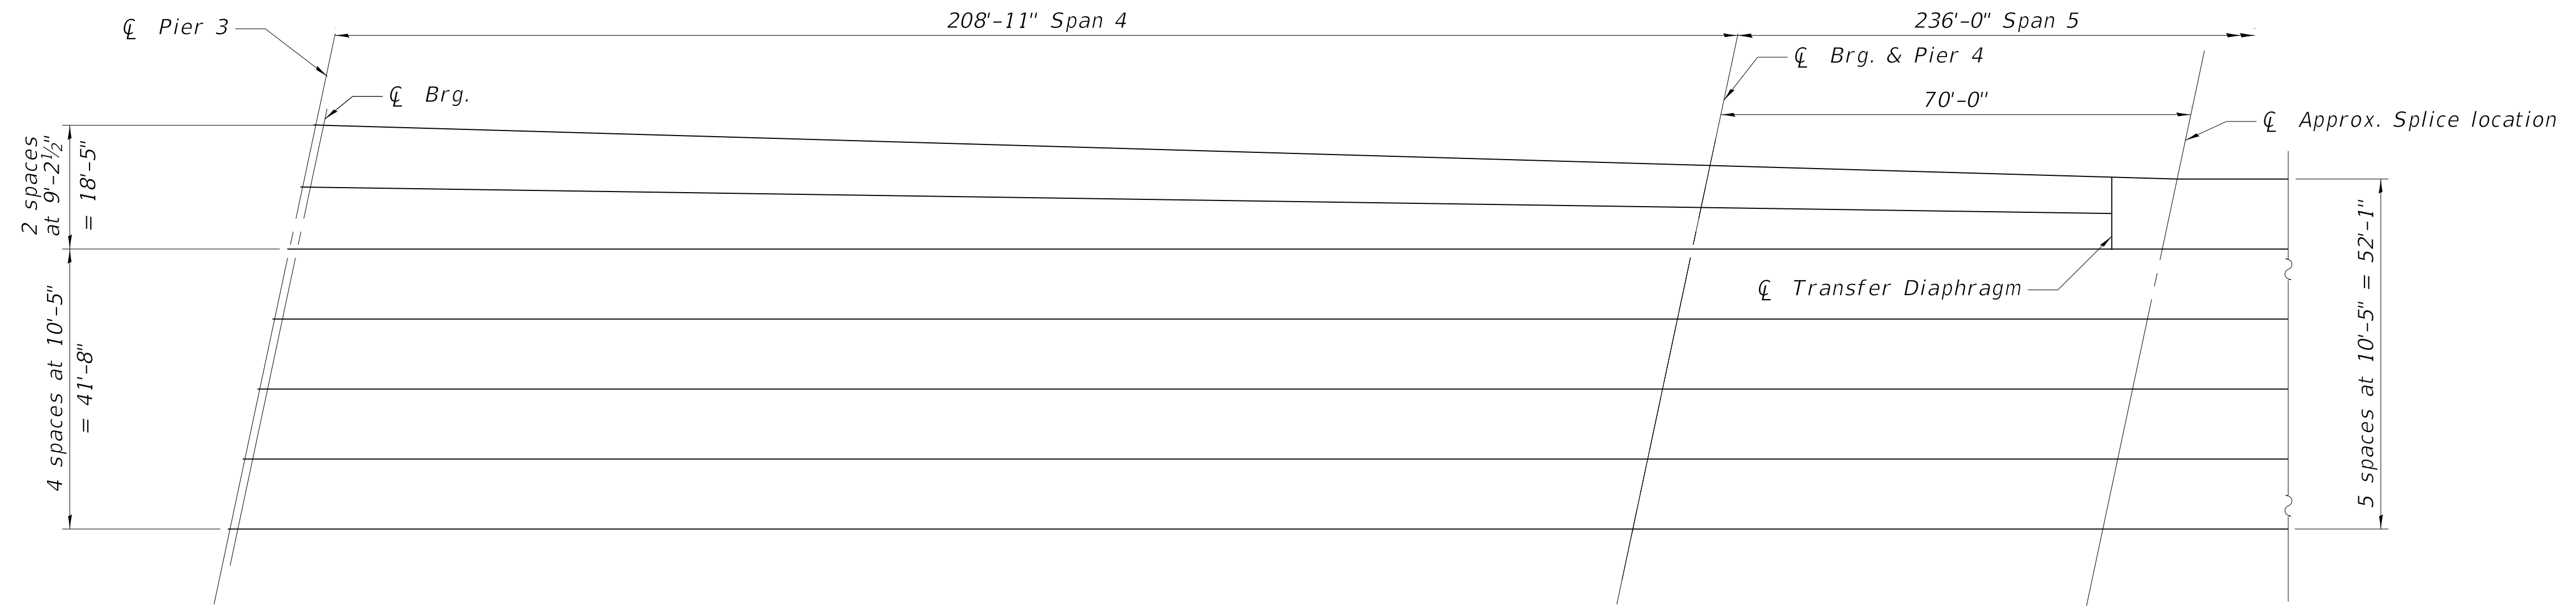 208'-11" Span 4
236'-0" Span 5
℄ Pier 3
℄ Brg. & Pier 4
℄ Brg.
70'-0"
℄ Approx. Splice location
2 spaces
at 9'-2½"
= 18'-5"
℄ Transfer Diaphragm
4 spaces at 10'-5"
= 41'-8"
5 spaces at 10'-5" = 52'-1"